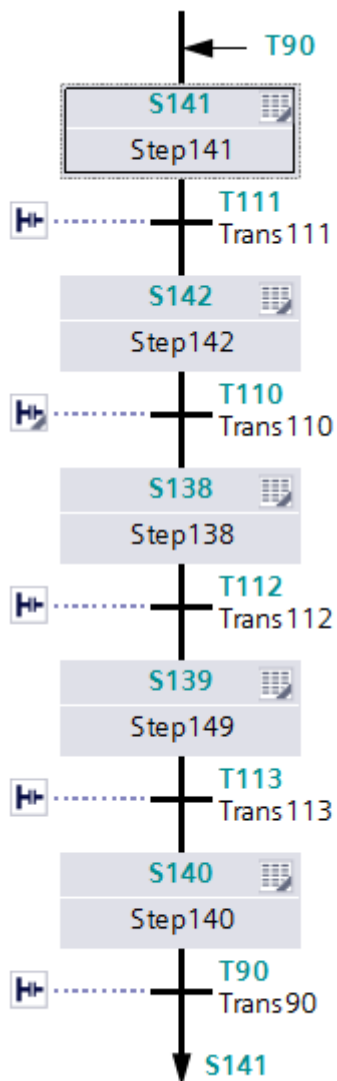 T90
S141
Step141
T111
Trans111
S142
Step142
T110
Trans110
S138
Step138
T112
Trans112
S139
Step149
T113
Trans113
S140
Step140
T90
Trans90
S141